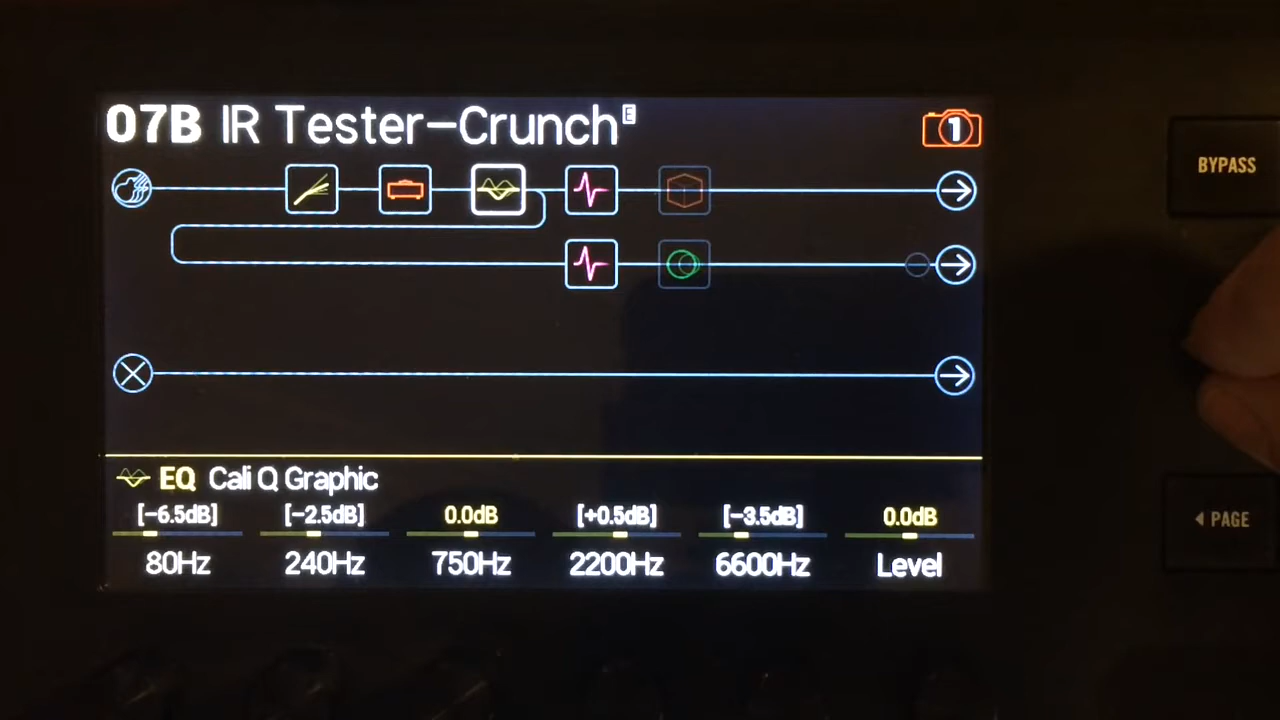 07B IR Tester-Crunch E
1
BYPASS
EQ Cali Q Graphic
[-6.5dB] [-2.5dB] 0.0dB [+0.5dB] [-3.5dB] 0.0dB
80Hz 240Hz 750Hz 2200Hz 6600Hz Level
PAGE